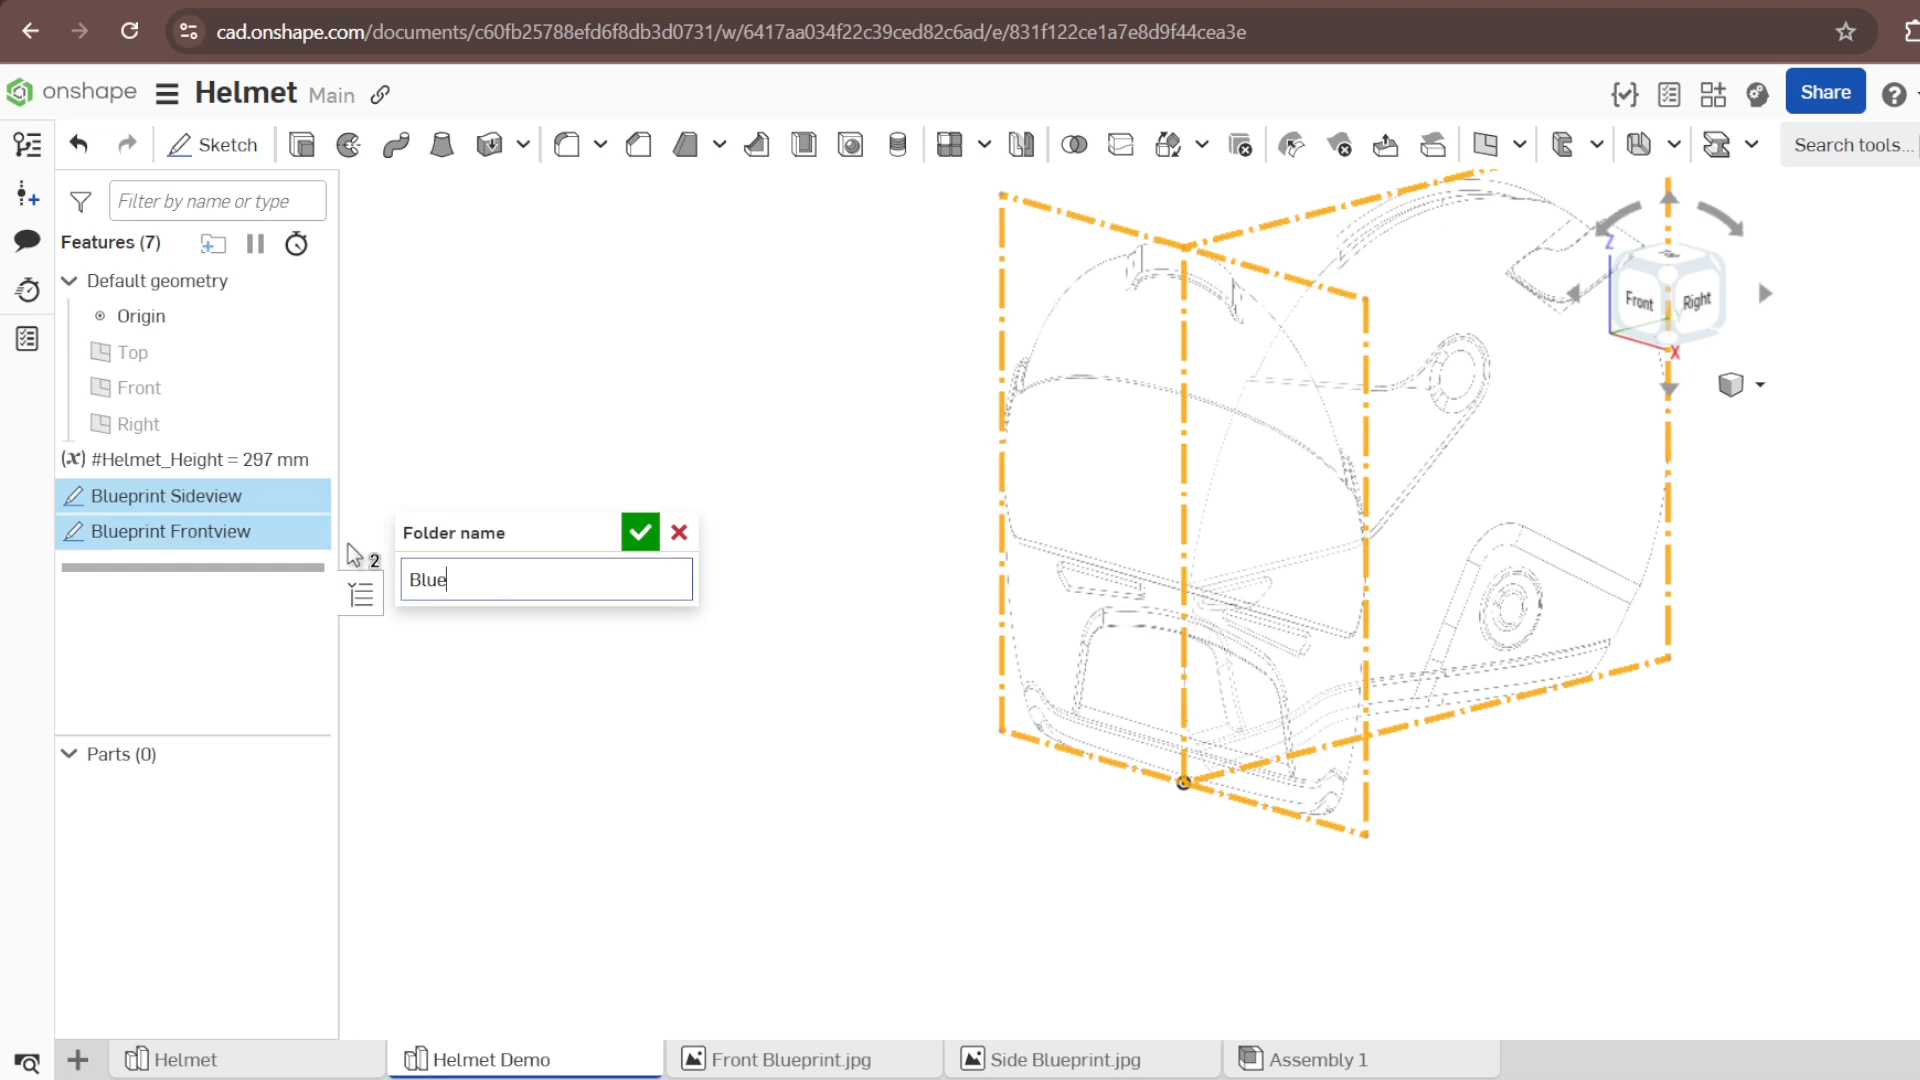 cad.onshape.com/documents/c60fb25788efd6f8db3d0731/w/6417aa034f22c39ced82c6ad/e/831f122ce1a7e8d9f44cea3e
onshape Helmet Main
Share
Sketch
Search tools...
Filter by name or type
Features (7)
Default geometry
Origin
Top
Front
Right
(x) #Helmet_Height = 297 mm
Blueprint Sideview
Blueprint Frontview
2
Folder name
Blue
Z
Front
Right
Y
X
Parts (0)
Helmet
Helmet Demo
Front Blueprint.jpg
Side Blueprint.jpg
Assembly 1